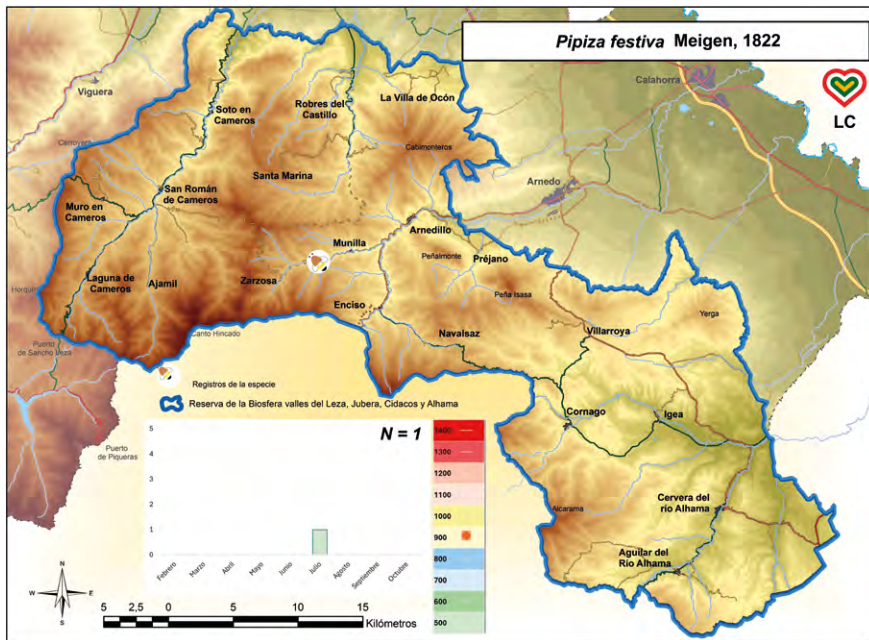 Pipiza festiva Meigen, 1822
LC
Calahorra
Viguera
Soto en
Cameros
Robres del
Castillo
La Villa de Ocón
Cabimonteros
Santa Marina
Arnedo
San Román
de Cameros
Muro en
Cameros
Arnedillo
Munilla
Peñalmonte
Préjano
Laguna de
Cameros
Ajamil
Zarzosa
Enciso
Peña Isasa
Yerga
Navalsaz
Villarroya
Canto Hincado
Puerto
de Sancho Leza
Registros de la especie
Reserva de la Biosfera valles del Leza, Jubera, Cidacos y Alhama
Cornago
Igea
Puerto
de Piqueras
N = 1
5
4
3
2
1
0
Febrero
Marzo
Abril
Mayo
Junio
Julio
Agosto
Septiembre
Octubre
1400
1300
1200
1100
1000
900
800
700
600
500
Alcarama
Cervera del
río Alhama
Aguilar del
Río Alhama
N
W
E
S
5 2,5 0 5 10 15
Kilómetros